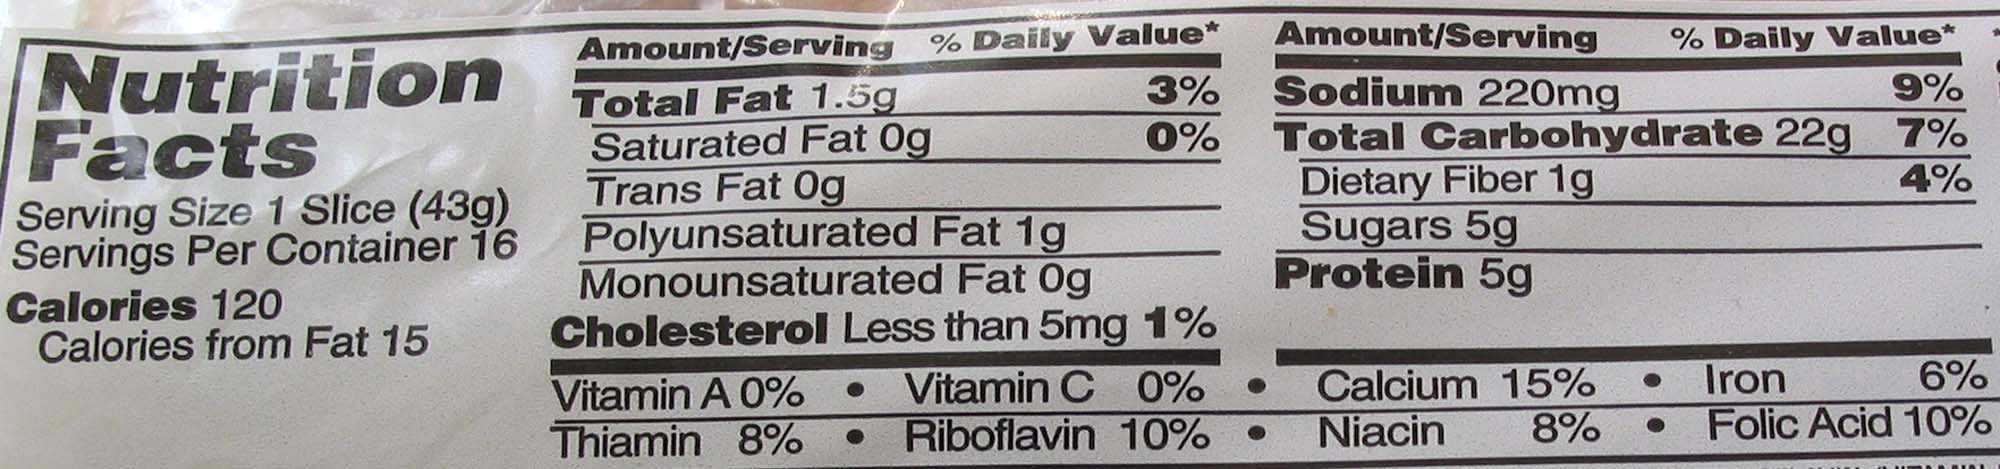 Nutrition
Facts
Serving Size 1 Slice (43g)
Servings Per Container 16
Calories 120
Calories from Fat 15
Amount/Serving % Daily Value*
Total Fat 1.5g 3%
Saturated Fat 0g 0%
Trans Fat 0g
Polyunsaturated Fat 1g
Monounsaturated Fat 0g
Cholesterol Less than 5mg 1%
Amount/Serving % Daily Value*
Sodium 220mg 9%
Total Carbohydrate 22g 7%
Dietary Fiber 1g 4%
Sugars 5g
Protein 5g
Vitamin A 0% • Vitamin C 0% • Calcium 15% • Iron 6%
Thiamin 8% • Riboflavin 10% • Niacin 8% • Folic Acid 10%